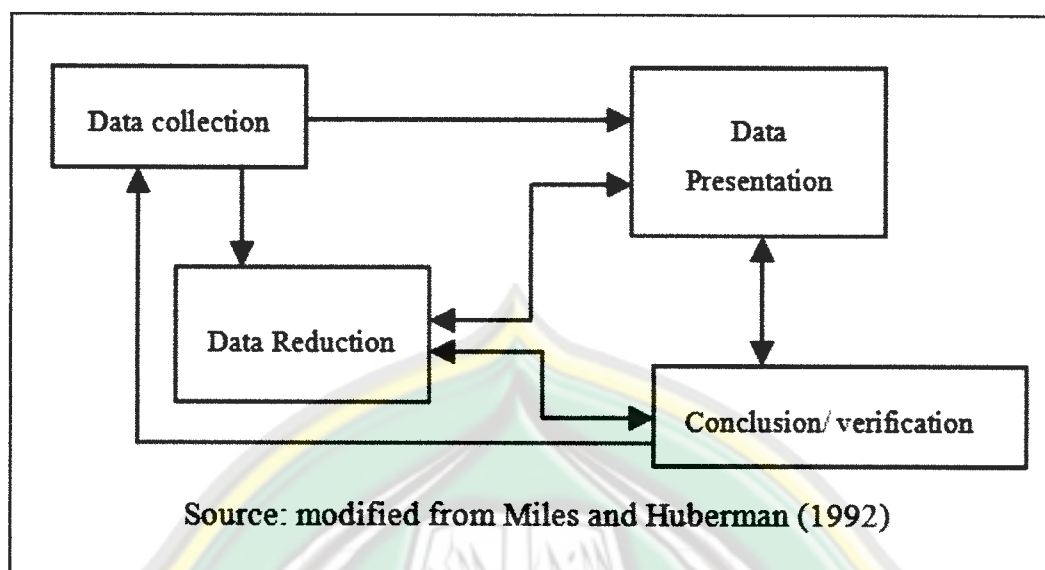 Data collection
Data
Presentation
Data Reduction
Conclusion/ verification
Source: modified from Miles and Huberman (1992)